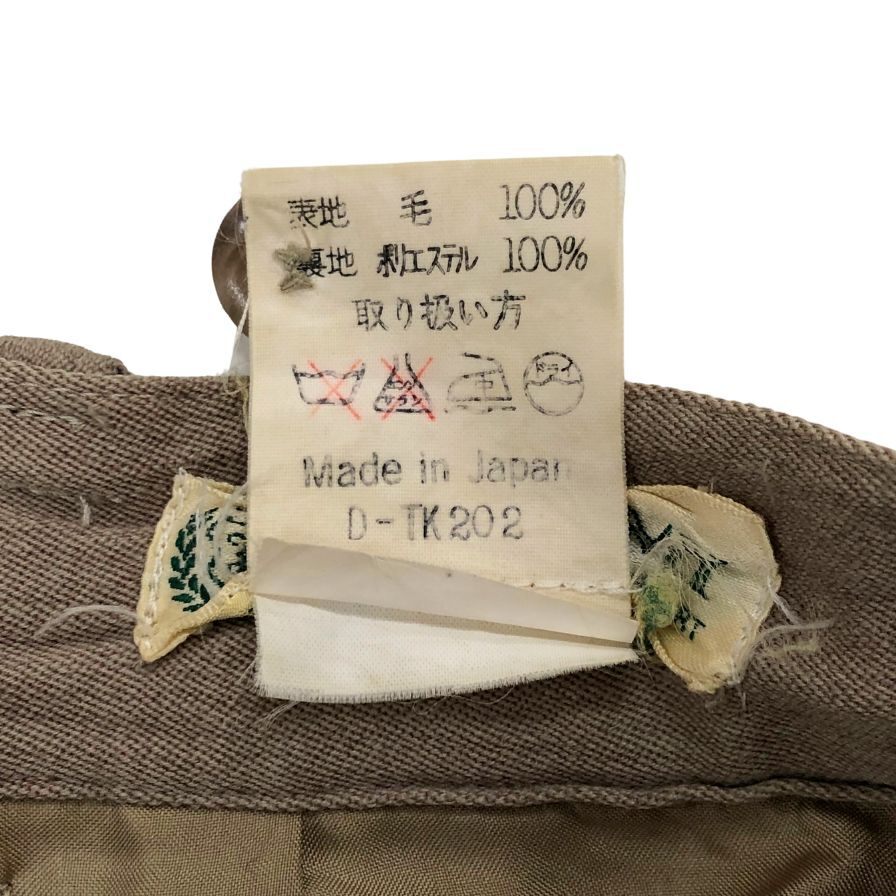 表地 毛 100%
裏地 ポリエステル 100%
取り扱い方
ドライ
Made in Japan
D-TK202